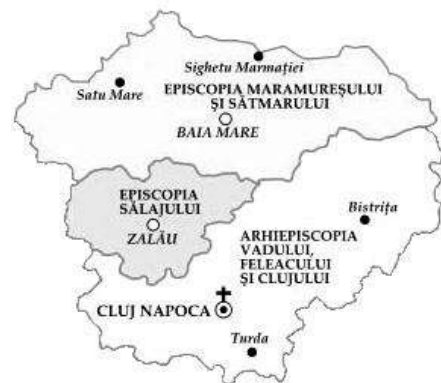 Sighetu Marmației
Satu Mare
EPISCOPIA MARAMUREȘULUI
ȘI SĂTMARULUI
BAIA MARE
EPISCOPIA
SĂLAJULUI
ZALĂU
Bistrița
ARHIEPISCOPIA
VADULUI,
FELEACULUI
ȘI CLUJULUI
CLUJ NAPOCA
Turda